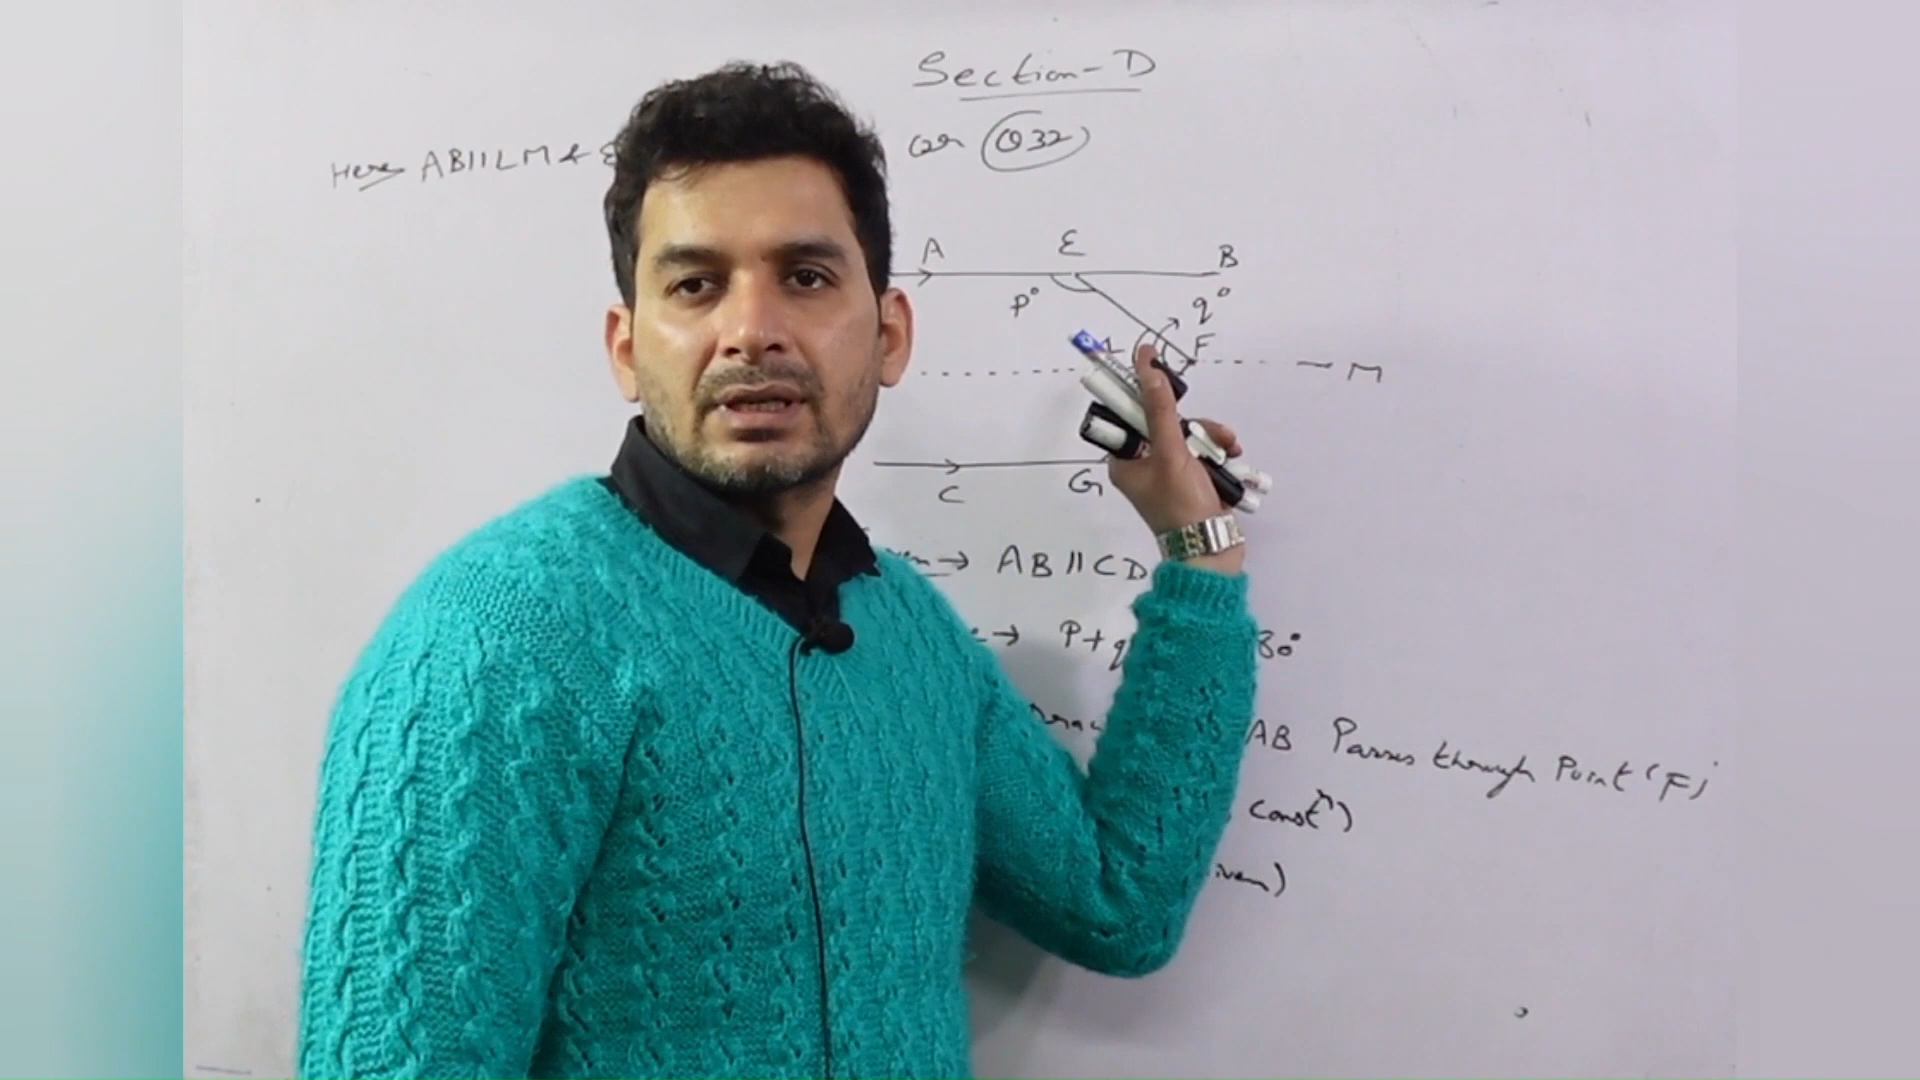 Section-D
or Q32
Here AB||LM & E
A E B
P° q°
F
M
C G
→ AB||CD
→ P+q 80°
AB Passes through Point (F)
const^n)